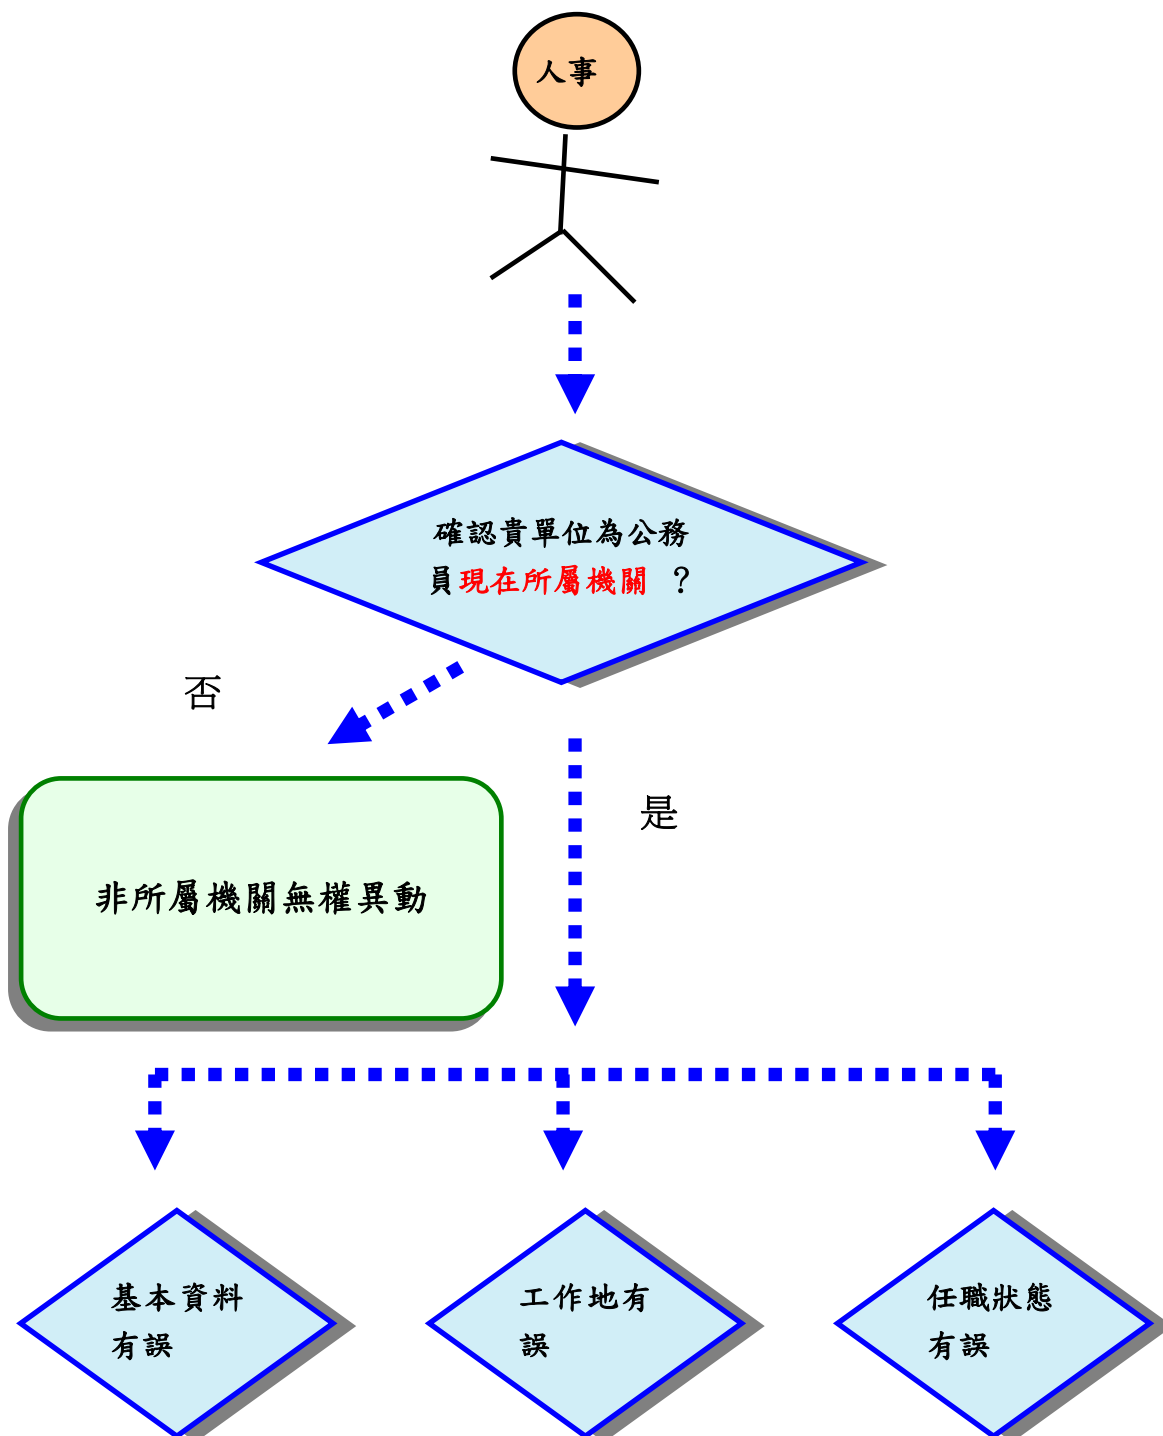 人事
確認貴單位為公務
員現在所屬機關 ？
否
是
非所屬機關無權異動
基本資料
有誤
工作地有
誤
任職狀態
有誤